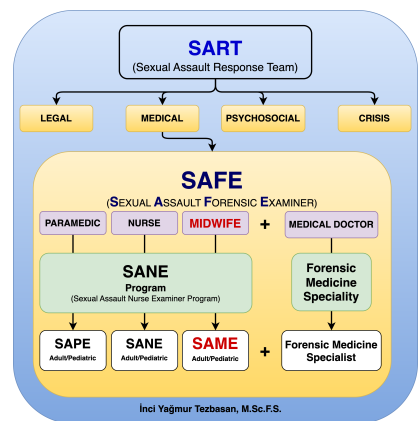 SART
(Sexual Assault Response Team)
LEGAL
MEDICAL
PSYCHOSOCIAL
CRISIS
SAFE
(SEXUAL ASSAULT FORENSIC EXAMINER)
PARAMEDIC
NURSE
MIDWIFE
+
MEDICAL DOCTOR
SANE
Program
(Sexual Assault Nurse Examiner Program)
Forensic
Medicine
Speciality
SAPE
Adult/Pediatric
SANE
Adult/Pediatric
SAME
Adult/Pediatric
+
Forensic Medicine
Specialist
İnci Yağmur Tezbasan, M.Sc.F.S.